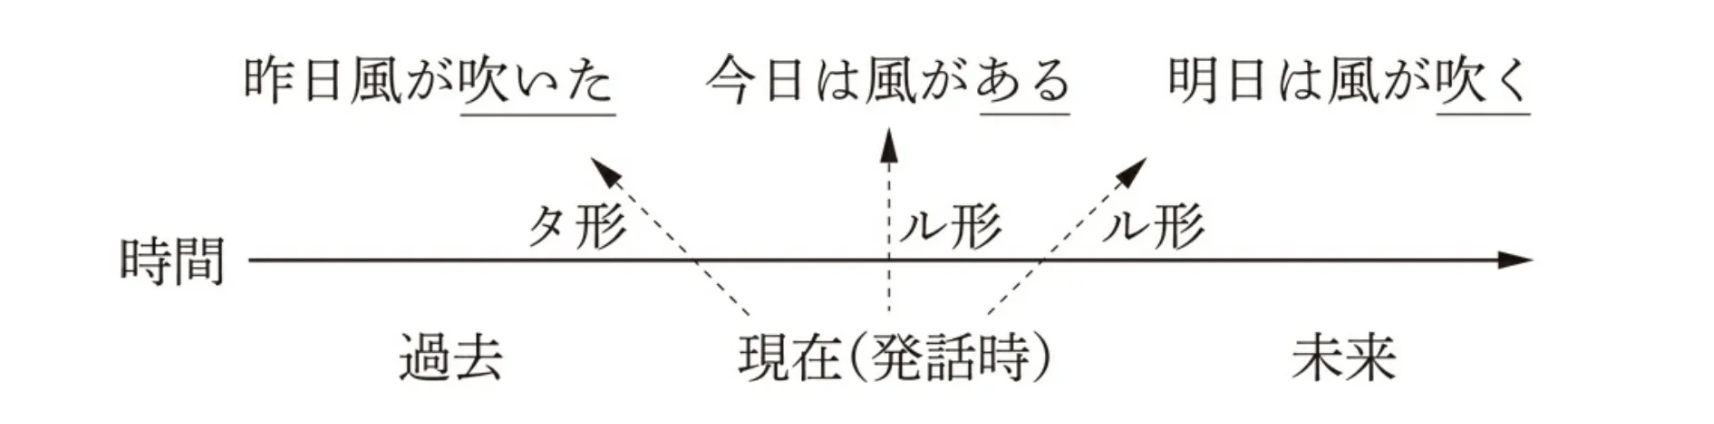 昨日風が吹いた 今日は風がある 明日は風が吹く
タ形 ル形 ル形
時間
過去 現在(発話時) 未来